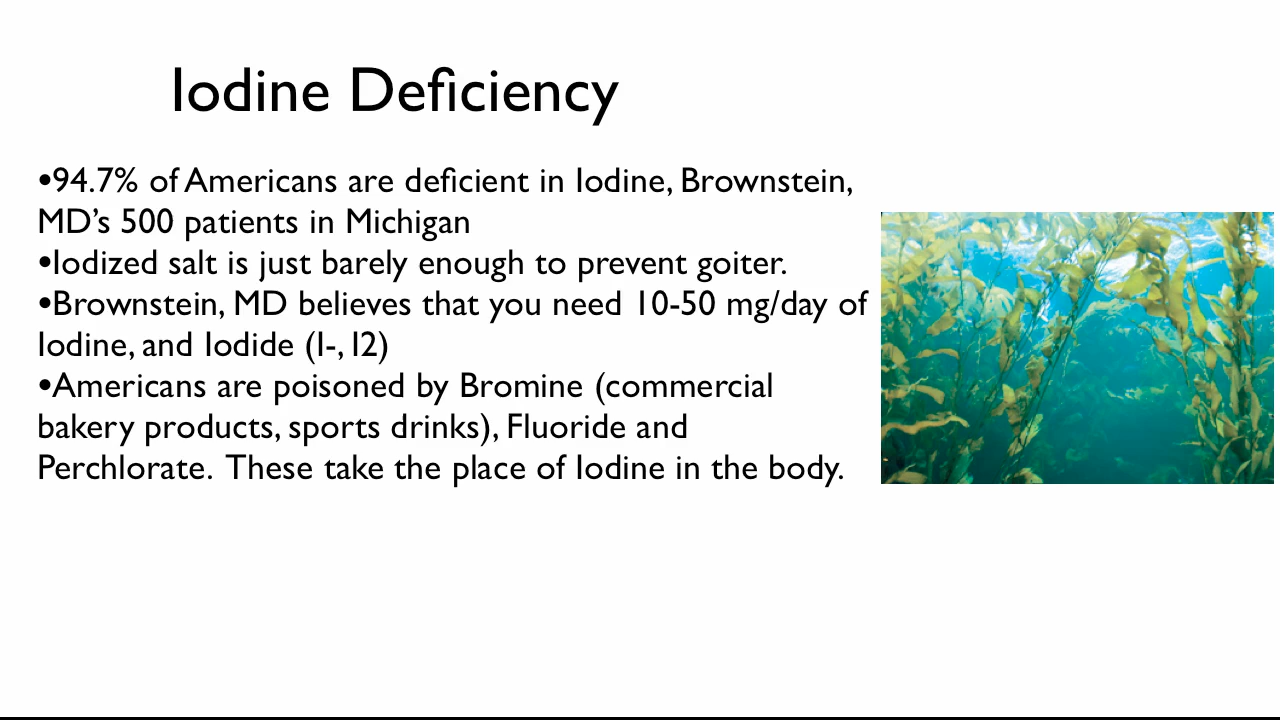 Iodine Deficiency
•94.7% of Americans are deficient in Iodine, Brownstein,
MD’s 500 patients in Michigan
•Iodized salt is just barely enough to prevent goiter.
•Brownstein, MD believes that you need 10-50 mg/day of
Iodine, and Iodide (I-, I2)
•Americans are poisoned by Bromine (commercial
bakery products, sports drinks), Fluoride and
Perchlorate.  These take the place of Iodine in the body.